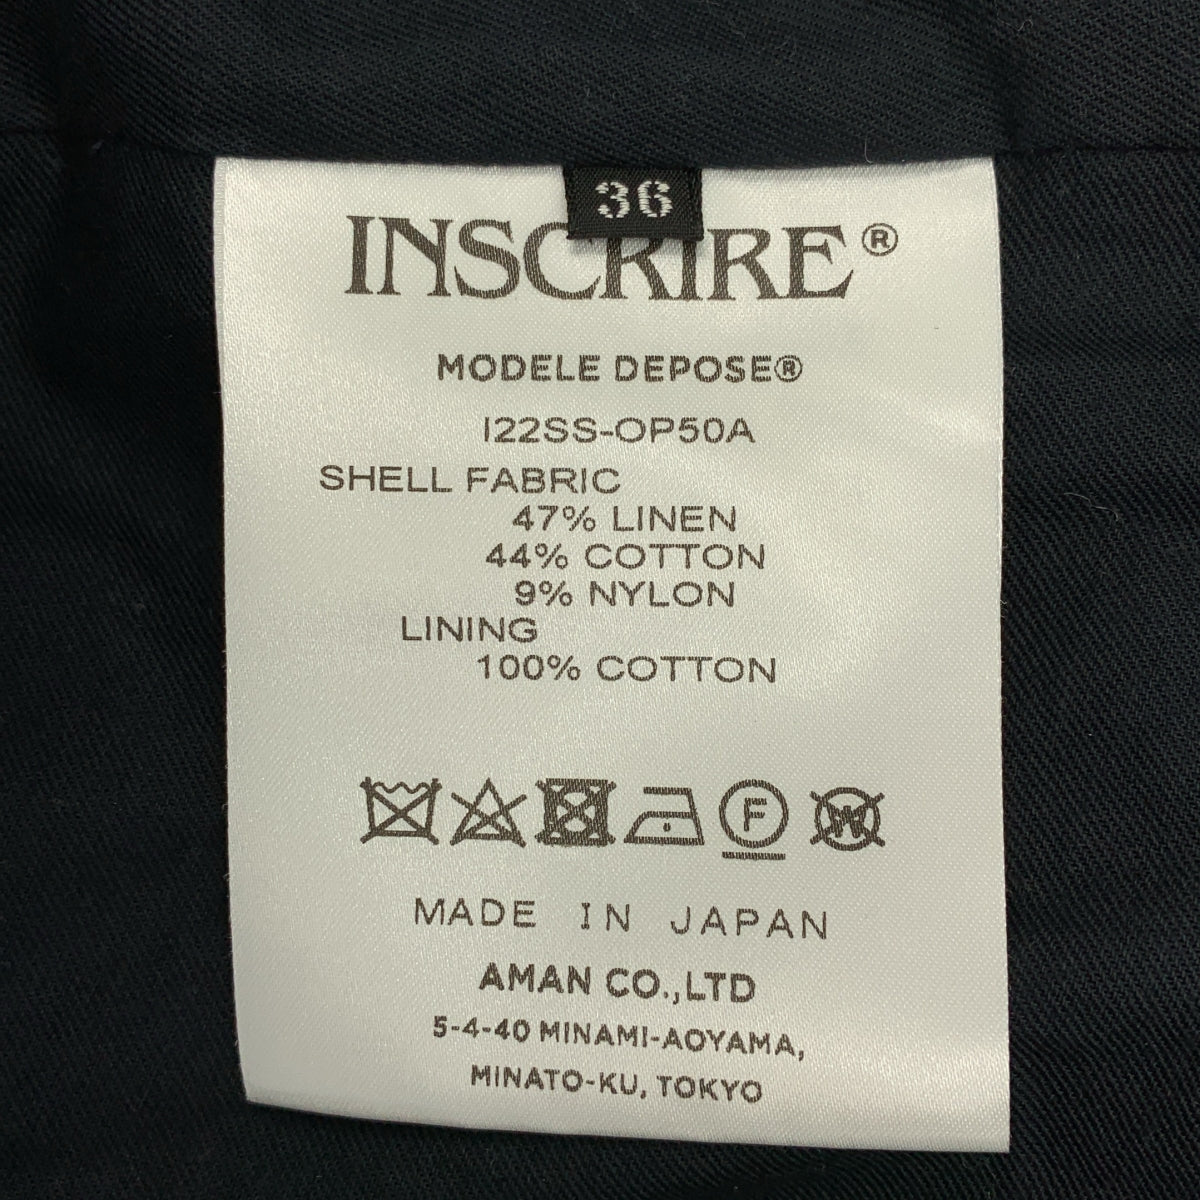 36
INSCRIRE®
MODELE DEPOSE®
I22SS-OP50A
SHELL FABRIC
47% LINEN
44% COTTON
9% NYLON
LINING
100% COTTON
F W
MADE IN JAPAN
AMAN CO.,LTD
5-4-40 MINAMI-AOYAMA,
MINATO-KU, TOKYO